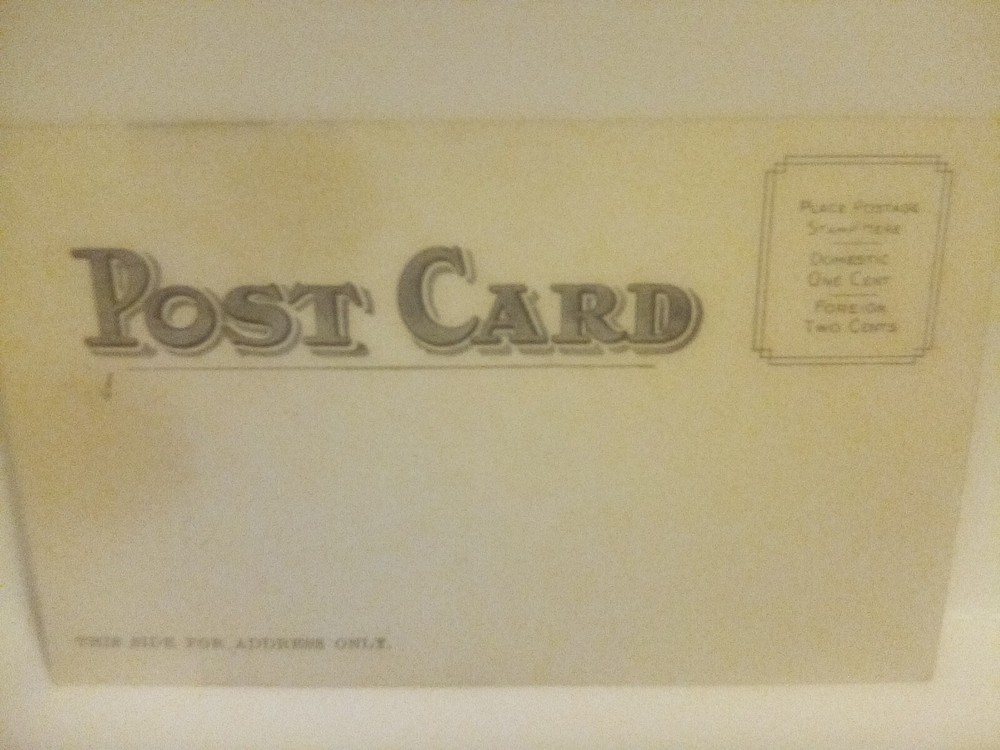 POST CARD
PLACE POSTAGE
STAMP HERE
DOMESTIC
ONE CENT
FOREIGN
TWO CENTS
THIS SIDE FOR ADDRESS ONLY.